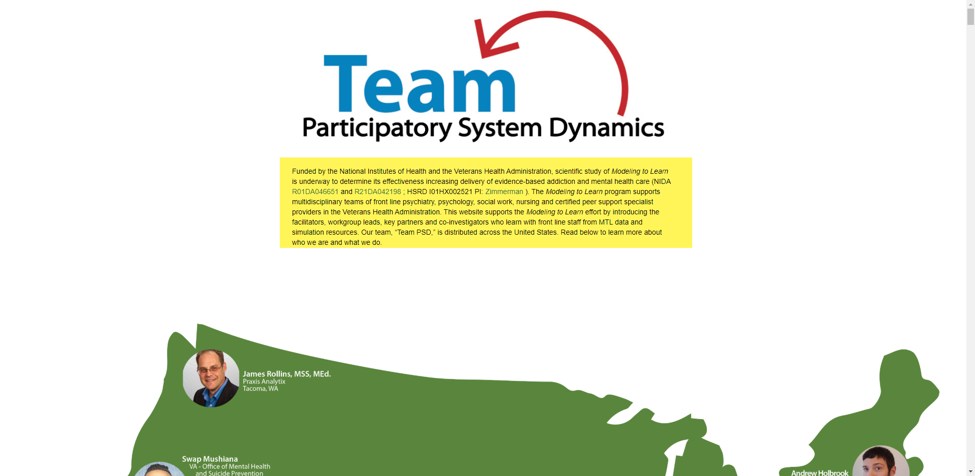 Team
Participatory System Dynamics
Funded by the National Institutes of Health and the Veterans Health Administration, scientific study of Modeling to Learn
is underway to determine its effectiveness increasing delivery of evidence-based addiction and mental health care (NIDA
R01DA046651 and R21DA042198 ; HSRD I01HX002521 PI: Zimmerman ). The Modeling to Learn program supports
multidisciplinary teams of front line psychiatry, psychology, social work, nursing and certified peer support specialist
providers in the Veterans Health Administration. This website supports the Modeling to Learn effort by introducing the
facilitators, workgroup leads, key partners and co-investigators who learn with front line staff from MTL data and
simulation resources. Our team, “Team PSD,” is distributed across the United States. Read below to learn more about
who we are and what we do.
James Rollins, MSS, MEd.
Praxis Analytix
Tacoma, WA
Swap Mushiana
VA - Office of Mental Health
and Suicide Prevention
Andrew Holbrook